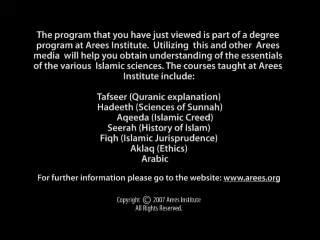 The program that you have just viewed is part of a degree
program at Arees Institute.  Utilizing  this and other  Arees
media  will help you obtain understanding of the essentials
of the various  Islamic sciences. The courses taught at Arees
Institute include:
Tafseer (Quranic explanation)
Hadeeth (Sciences of Sunnah)
Aqeeda (Islamic Creed)
Seerah (History of Islam)
Fiqh (Islamic Jurisprudence)
Aklaq (Ethics)
Arabic
For further information please go to the website: www.arees.org
Copyright © 2007 Arees Institute
All Rights Reserved.